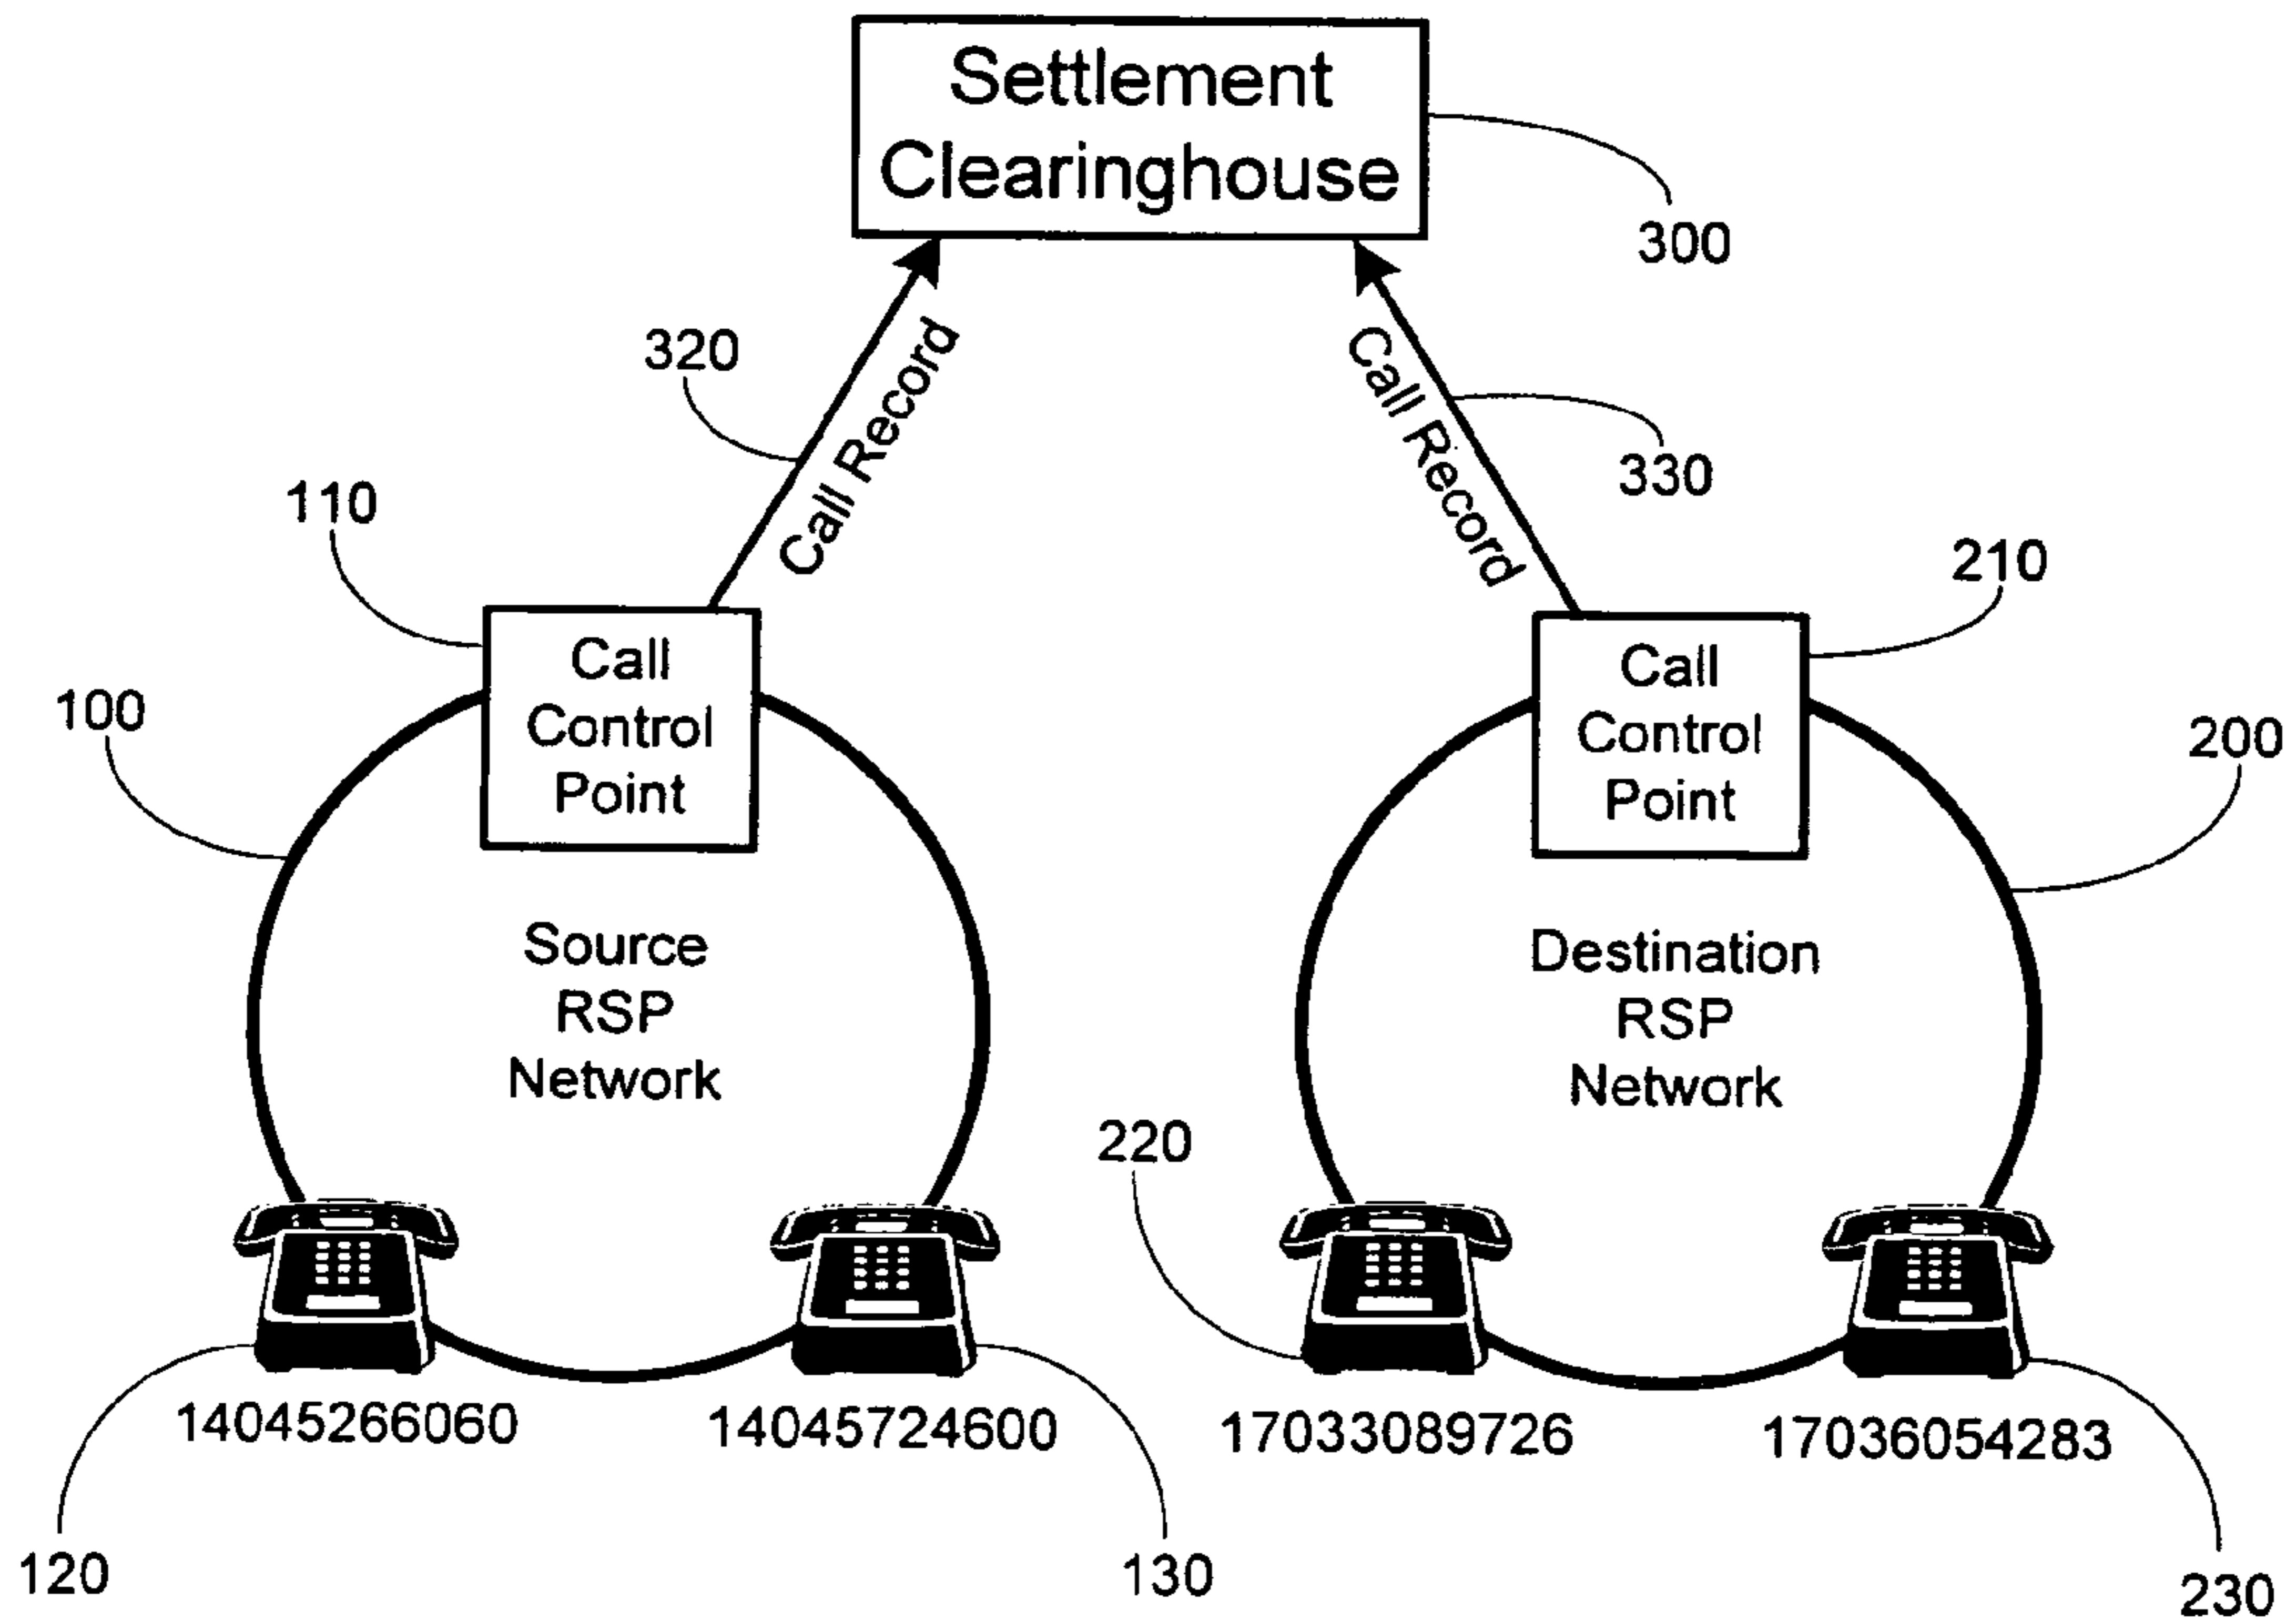 Settlement
Clearinghouse
300
320
Call Record
Call Record
330
110
210
Call
Control
Point
Call
Control
Point
100
200
Source
RSP
Network
Destination
RSP
Network
220
14045266060
14045724600
17033089726
17036054283
120
130
230